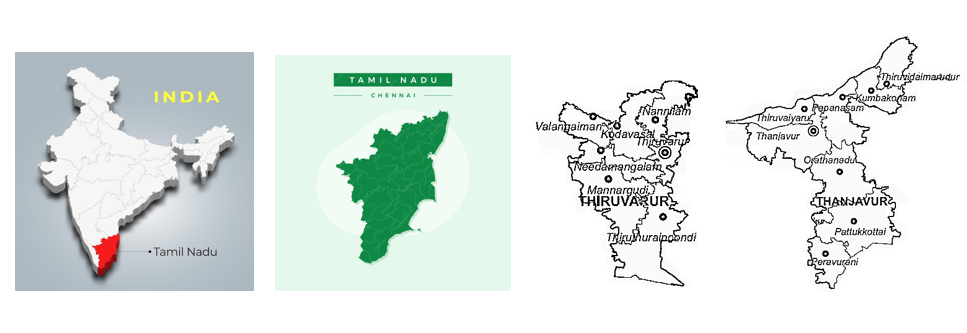 INDIA
Tamil Nadu
TAMIL NADU
CHENNAI
Nannilam
Valangaiman
Kodavasal
Thiruvarur
Needamangalam
Mannargudi
THIRUVARUR
Thiruthuraipoondi
Thiruvidaimarudur
Kumbakonam
Papanasam
Thiruvaiyaru
Thanjavur
Orathanadu
THANJAVUR
Pattukkottai
Peravurani